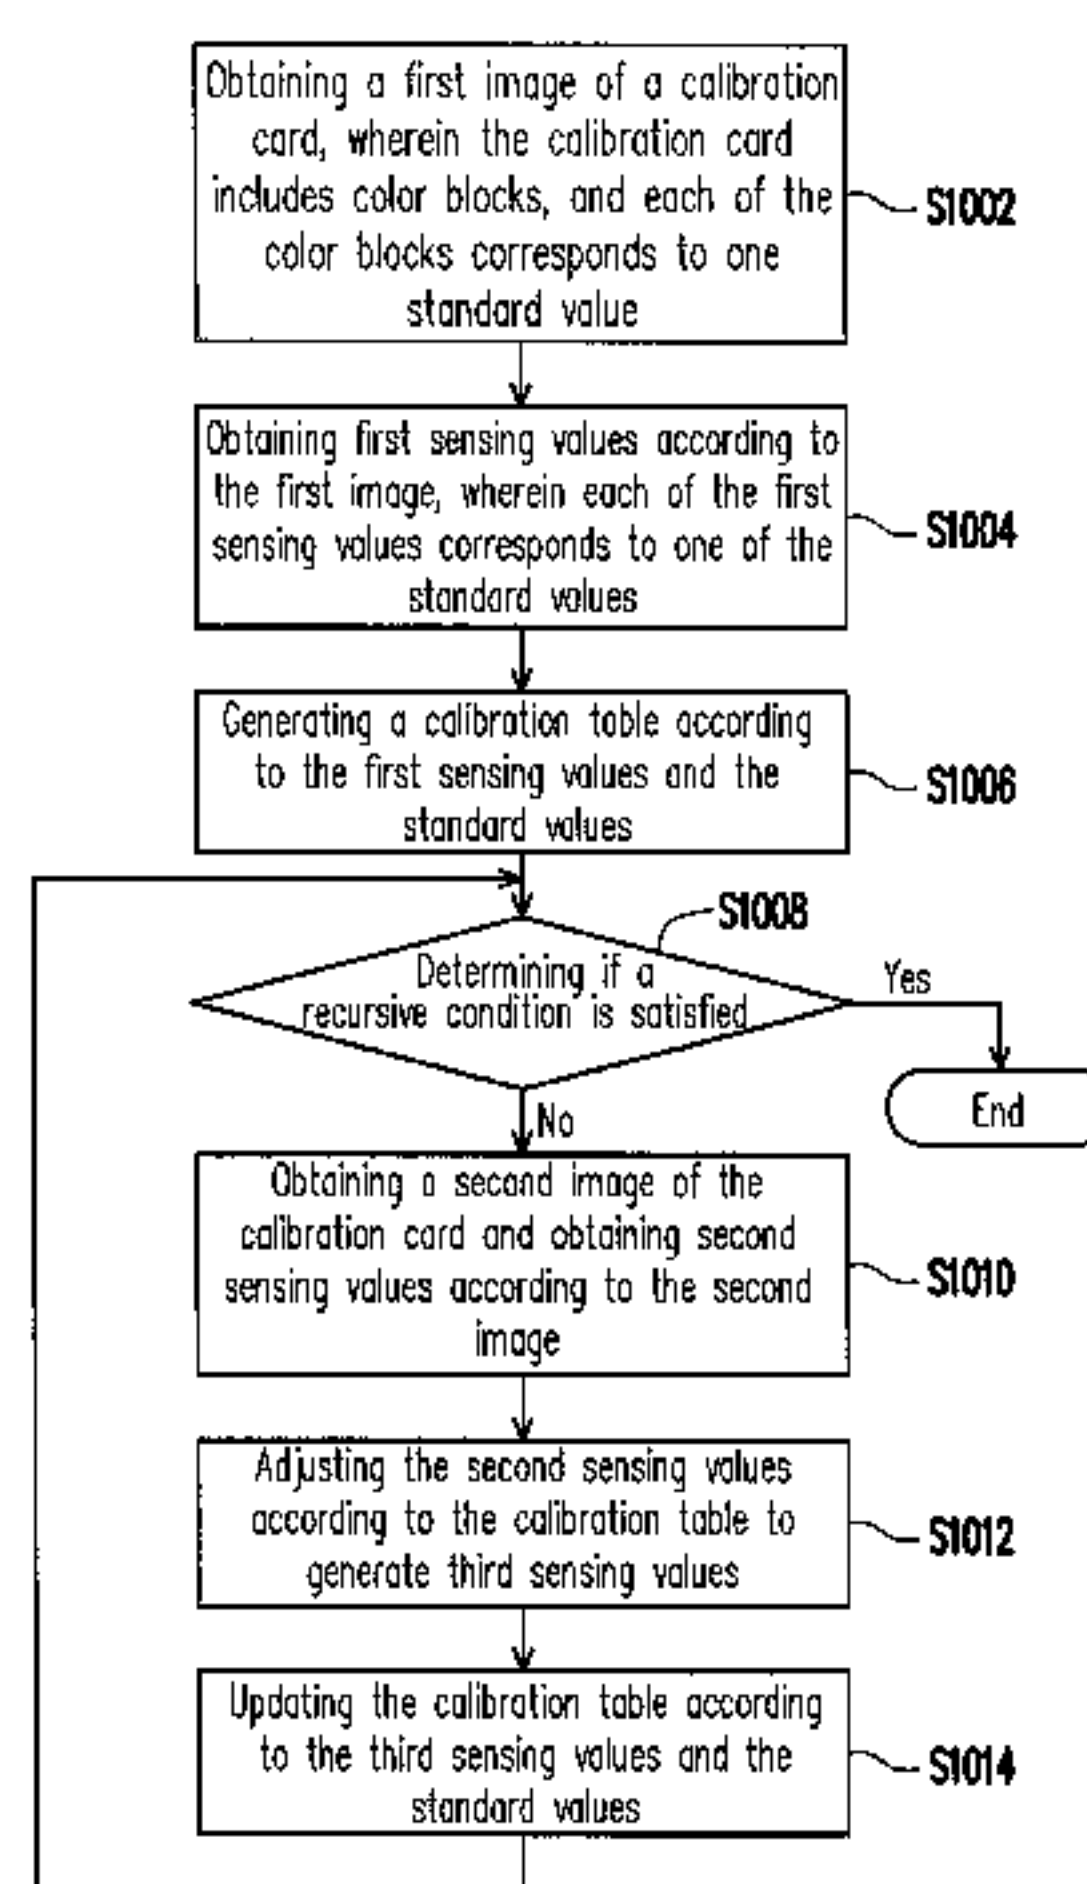 Obtaining a first image of a calibration
card, wherein the calibration card
includes color blocks, and each of the
color blocks corresponds to one
standard value
S1002
Obtaining first sensing values according to
the first image, wherein each of the first
sensing values corresponds to one of the
standard values
S1004
Generating a calibration table according
to the first sensing values and the
standard values
S1006
S1008
Determining if a
recursive condition is satisfied
Yes
End
No
Obtaining a second image of the
calibration card and obtaining second
sensing values according to the second
image
S1010
Adjusting the second sensing values
according to the calibration table to
generate third sensing values
S1012
Updating the calibration table according
to the third sensing values and the
standard values
S1014